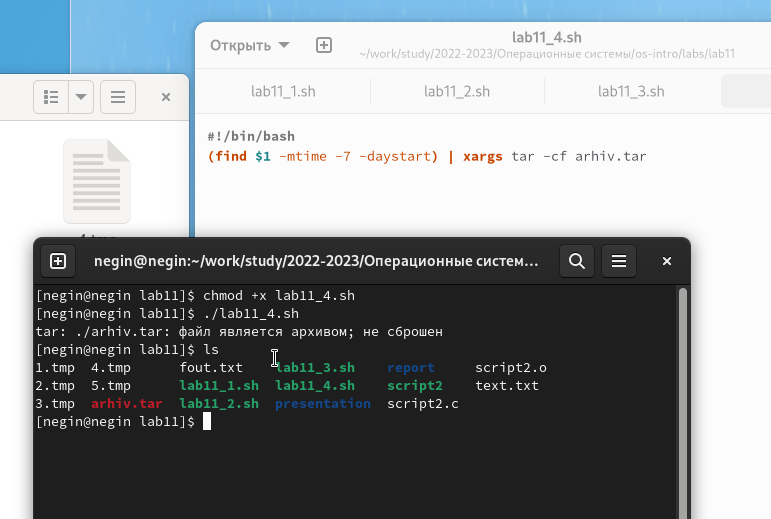 Открыть
lab11_4.sh
~/work/study/2022-2023/Операционные системы/os-intro/labs/lab11
lab11_1.sh lab11_2.sh lab11_3.sh
#!/bin/bash
(find $1 -mtime -7 -daystart) | xargs tar -cf arhiv.tar
negin@negin:~/work/study/2022-2023/Операционные систем…
[negin@negin lab11]$ chmod +x lab11_4.sh
[negin@negin lab11]$ ./lab11_4.sh
tar: ./arhiv.tar: файл является архивом; не сброшен
[negin@negin lab11]$ ls
1.tmp 4.tmp fout.txt lab11_3.sh report script2.o
2.tmp 5.tmp lab11_1.sh lab11_4.sh script2 text.txt
3.tmp arhiv.tar lab11_2.sh presentation script2.c
[negin@negin lab11]$